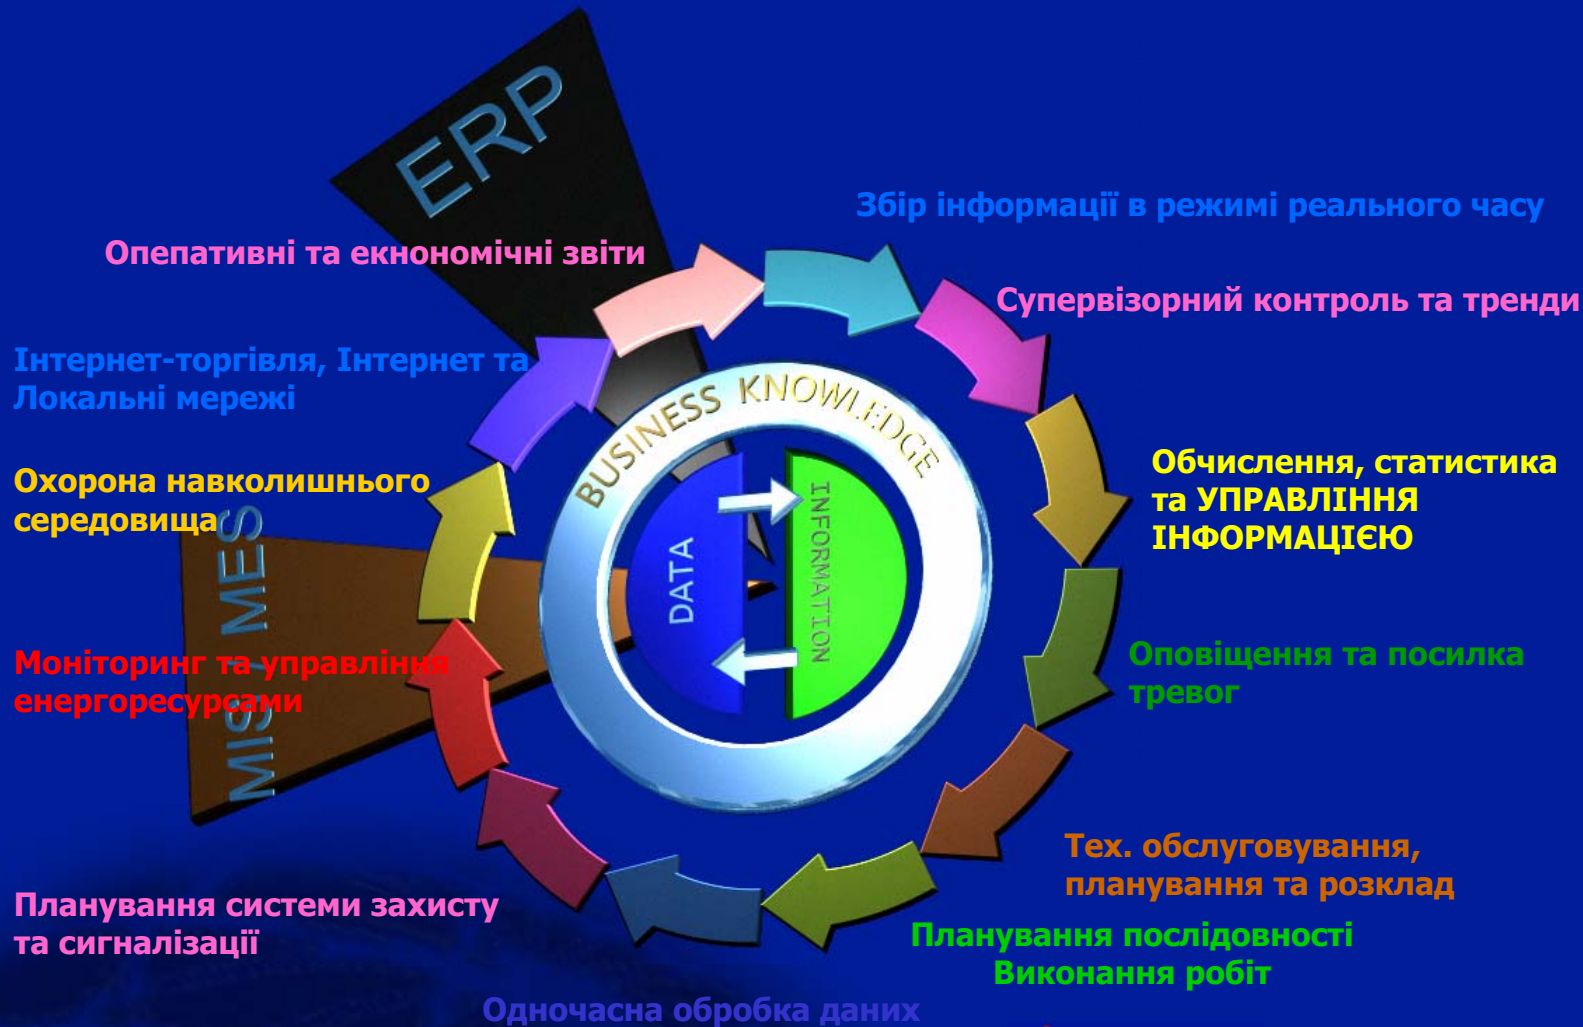 ERP
Збір інформації в режимі реального часу
Опепативні та екнономічні звіти
Супервізорний контроль та тренди
Інтернет-торгівля, Інтернет та
Локальні мережі
BUSINESS KNOWLEDGE
Обчислення, статистика
та УПРАВЛІННЯ
ІНФОРМАЦІЄЮ
Охорона навколишнього
середовища
DATA
INFORMATION
MIS / MES
Оповіщення та посилка
тревог
Моніторинг та управління
енергоресурсами
Тех. обслуговування,
планування та розклад
Планування системи захисту
та сигналізації
Планування послідовності
Виконання робіт
Одночасна обробка даних